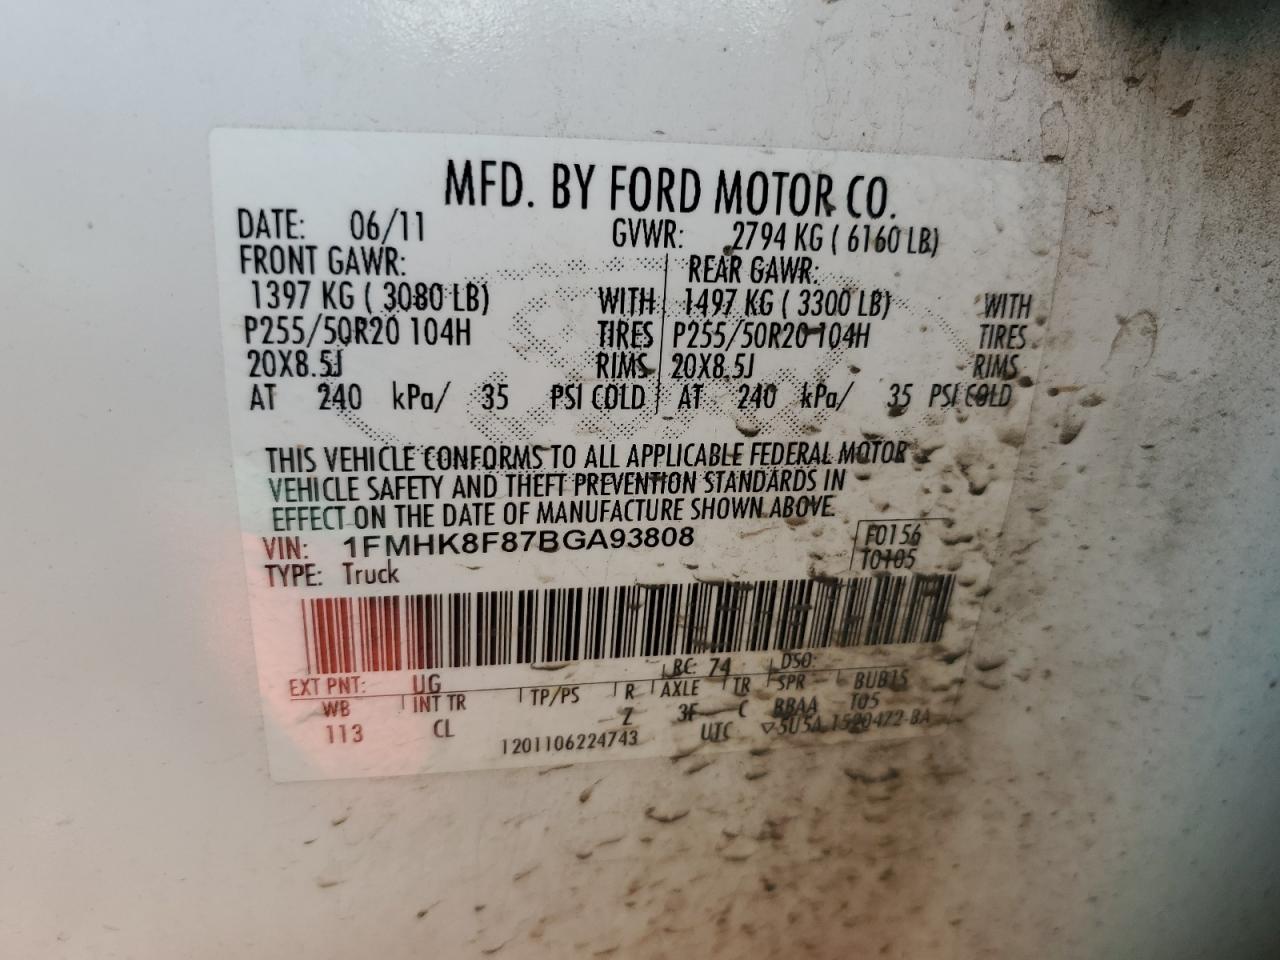 MFD. BY FORD MOTOR CO.
DATE: 06/11 GVWR: 2794 KG ( 6160 LB)
FRONT GAWR: REAR GAWR:
1397 KG ( 3080 LB) WITH 1497 KG ( 3300 LB) WITH
P255/50R20 104H TIRES P255/50R20 104H TIRES
20X8.5J RIMS 20X8.5J RIMS
AT 240 kPa/ 35 PSI COLD AT 240 kPa/ 35 PSI COLD
THIS VEHICLE CONFORMS TO ALL APPLICABLE FEDERAL MOTOR
VEHICLE SAFETY AND THEFT PREVENTION STANDARDS IN
EFFECT ON THE DATE OF MANUFACTURE SHOWN ABOVE.
VIN: 1FMHK8F87BGA93808 F0156
TYPE: Truck T0105
RC: 74 DSO:
EXT PNT: UG
WB INT TR TP/PS R AXLE TR SPR BUB15
113 CL Z 3F C BBAA T05
1201106224743 UTC